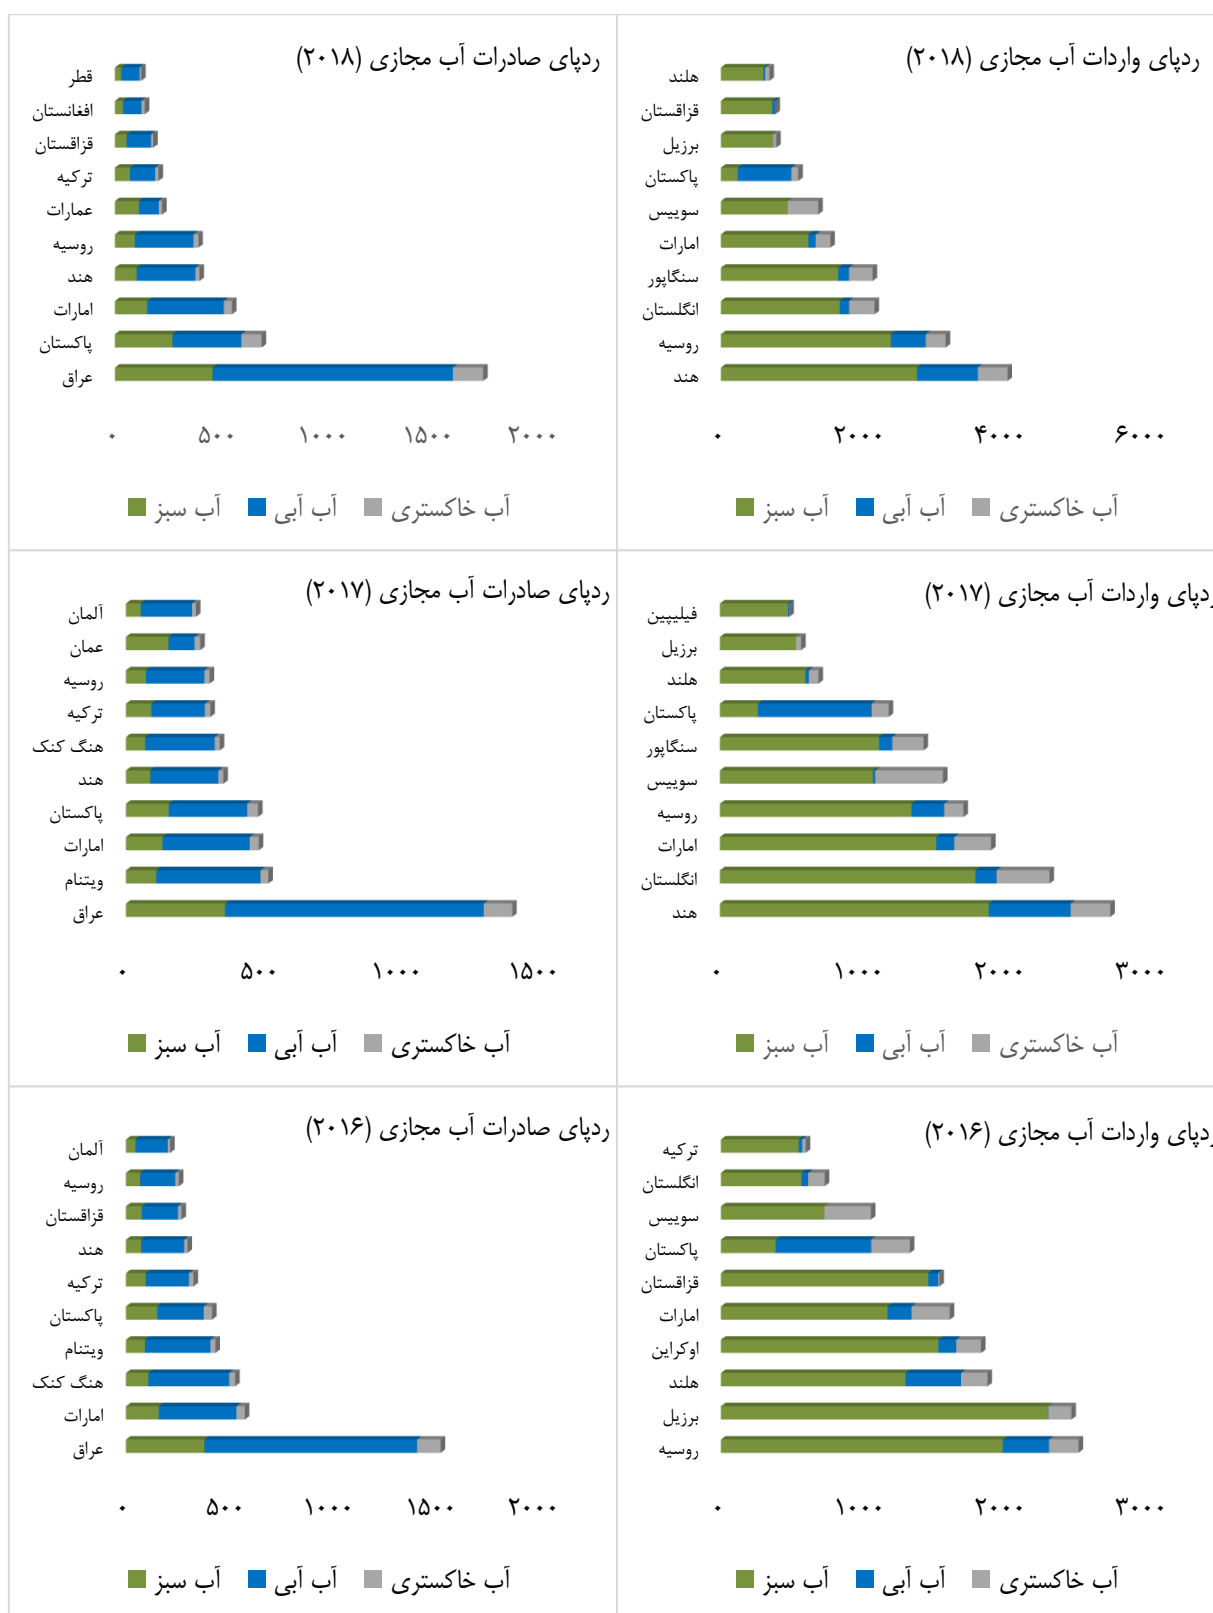 ردپای واردات آب مجازی (۲۰۱۸)
هلند
قزاقستان
برزیل
پاکستان
سوییس
امارات
سنگاپور
انگلستان
روسیه
هند
۰ ۲۰۰۰ ۴۰۰۰ ۶۰۰۰
آب سبز آب آبی آب خاکستری
ردپای صادرات آب مجازی (۲۰۱۸)
قطر
افغانستان
قزاقستان
ترکیه
عمارات
روسیه
هند
امارات
پاکستان
عراق
۰ ۵۰۰ ۱۰۰۰ ۱۵۰۰ ۲۰۰۰
آب سبز آب آبی آب خاکستری
ردپای واردات آب مجازی (۲۰۱۷)
فیلیپین
برزیل
هلند
پاکستان
سنگاپور
سوییس
روسیه
امارات
انگلستان
هند
۰ ۱۰۰۰ ۲۰۰۰ ۳۰۰۰
آب سبز آب آبی آب خاکستری
ردپای صادرات آب مجازی (۲۰۱۷)
آلمان
عمان
روسیه
ترکیه
هنگ کنک
هند
پاکستان
امارات
ویتنام
عراق
۰ ۵۰۰ ۱۰۰۰ ۱۵۰۰
آب سبز آب آبی آب خاکستری
ردپای واردات آب مجازی (۲۰۱۶)
ترکیه
انگلستان
سوییس
پاکستان
قزاقستان
امارات
اوکراین
هلند
برزیل
روسیه
۰ ۱۰۰۰ ۲۰۰۰ ۳۰۰۰
آب سبز آب آبی آب خاکستری
ردپای صادرات آب مجازی (۲۰۱۶)
آلمان
روسیه
قزاقستان
هند
ترکیه
پاکستان
ویتنام
هنگ کنک
امارات
عراق
۰ ۵۰۰ ۱۰۰۰ ۱۵۰۰ ۲۰۰۰
آب سبز آب آبی آب خاکستری